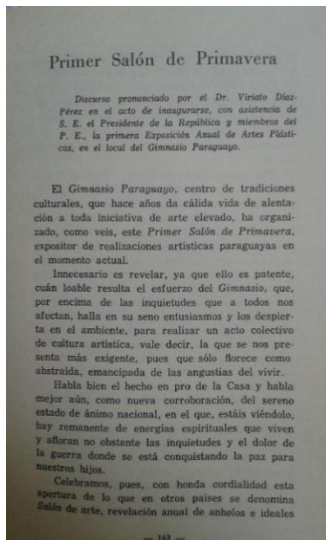 Primer Salón de Primavera
Discurso pronunciado por el Dr. Viriato Díaz-
Pérez en el acto de inaugurarse, con asistencia de
S. E. el Presidente de la República y miembros del
P. E., la primera Exposición Anual de Artes Plásti-
cas, en el local del Gimnasio Paraguayo.
El Gimnasio Paraguayo, centro de tradiciones
culturales, que hace años da cálida vida de alenta-
ción a toda iniciativa de arte elevado, ha organi-
zado, como veis, este Primer Salón de Primavera,
expositor de realizaciones artísticas paraguayas en
el momento actual.
Innecesario es revelar, ya que ello es patente,
cuán loable resulta el esfuerzo del Gimnasio, que,
por encima de las inquietudes que a todos nos
afectan, halla en su seno entusiasmos y los despier-
ta en el ambiente, para realizar un acto colectivo
de cultura artística, vale decir, la que se nos pre-
senta más exigente, pues que sólo florece como
abstraída, emancipada de las angustias del vivir.
Habla bien el hecho en pro de la Casa y habla
mejor aún, como nueva corroboración, del sereno
estado de ánimo nacional, en el que, estáis viéndolo,
hay remanente de energías espirituales que viven
y afloran no obstante las inquietudes y el dolor de
la guerra donde se está conquistando la paz para
nuestros hijos.
Celebramos, pues, con honda cordialidad esta
apertura de lo que en otros países se denomina
Salón de arte, revelación anual de anhelos e ideales
— 163 —